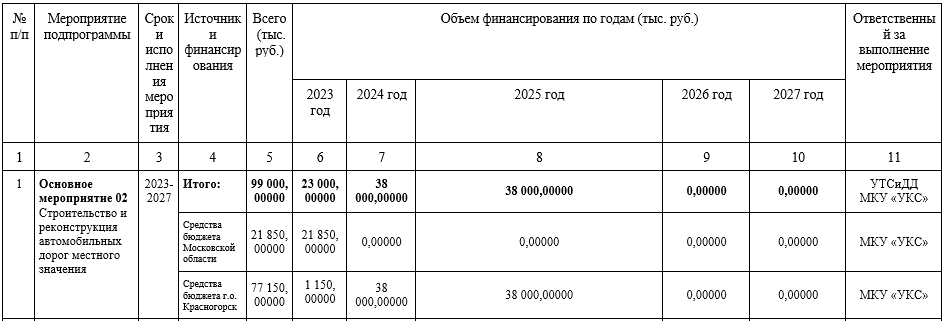 №
п/п
Мероприятие
подпрограммы
Срок
и
испо
лнен
ия
меро
прия
тия
Источник
и
финансир
ования
Всего
(тыс.
руб.)
Объем финансирования по годам (тыс. руб.)
Ответственны
й за
выполнение
мероприятия
2023
год
2024 год
2025 год
2026 год
2027 год
1 2 3 4 5 6 7 8 9 10 11
1
Основное
мероприятие 02
Строительство и
реконструкция
автомобильных
дорог местного
значения
2023-
2027
Итого:
99 000,
00000
23 000,
00000
38
000,00000
38 000,00000
0,00000
0,00000
УТСиДД
МКУ «УКС»
Средства
бюджета
Московской
области
21 850,
00000
21 850,
00000
0,00000
0,00000
0,00000
0,00000
МКУ «УКС»
Средства
бюджета г.о.
Красногорск
77 150,
00000
1 150,
00000
38
000,00000
38 000,00000
0,00000
0,00000
МКУ «УКС»